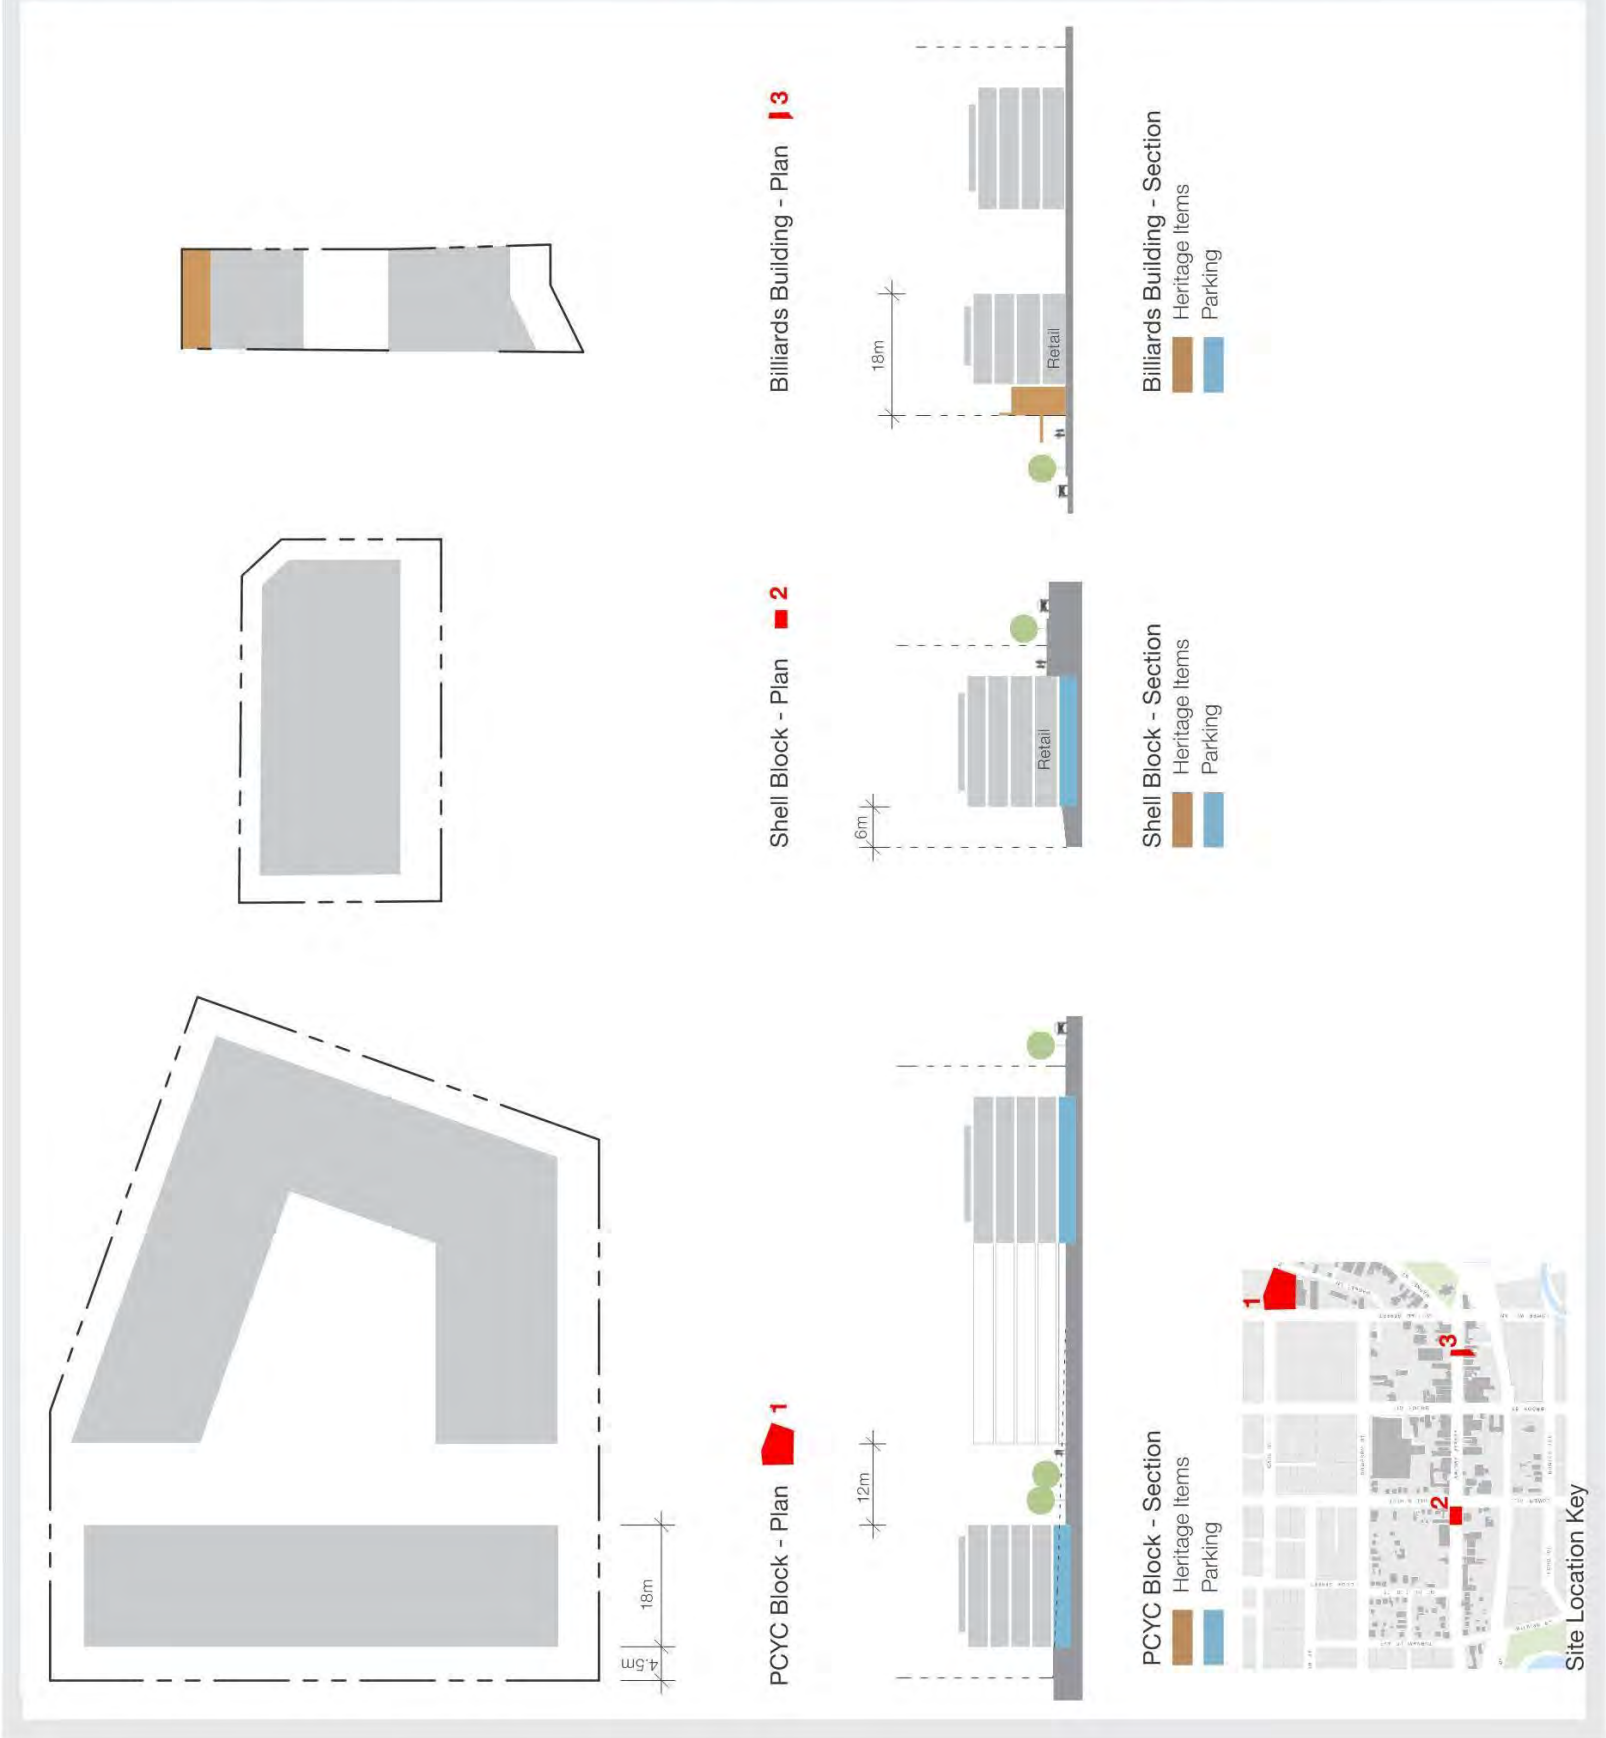 4.5m
18m
PCYC Block - Plan
1
Shell Block - Plan
2
Billiards Building - Plan
3
12m
6m
Retail
18m
Retail
PCYC Block - Section
Heritage Items
Parking
Shell Block - Section
Heritage Items
Parking
Billiards Building - Section
Heritage Items
Parking
1
2
3
Site Location Key